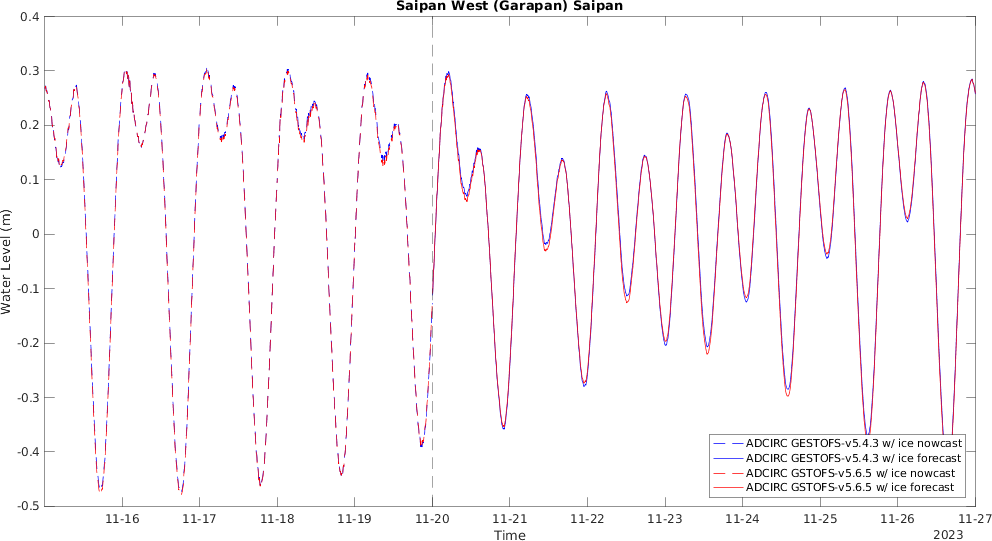 Saipan West (Garapan) Saipan
0.4
0.3
0.2
0.1
0
-0.1
-0.2
-0.3
-0.4
-0.5
Water Level (m)
11-16 11-17 11-18 11-19 11-20 11-21 11-22 11-23 11-24 11-25 11-26 11-27
Time
2023
ADCIRC GESTOFS-v5.4.3 w/ ice nowcast
ADCIRC GESTOFS-v5.4.3 w/ ice forecast
ADCIRC GSTOFS-v5.6.5 w/ ice nowcast
ADCIRC GSTOFS-v5.6.5 w/ ice forecast